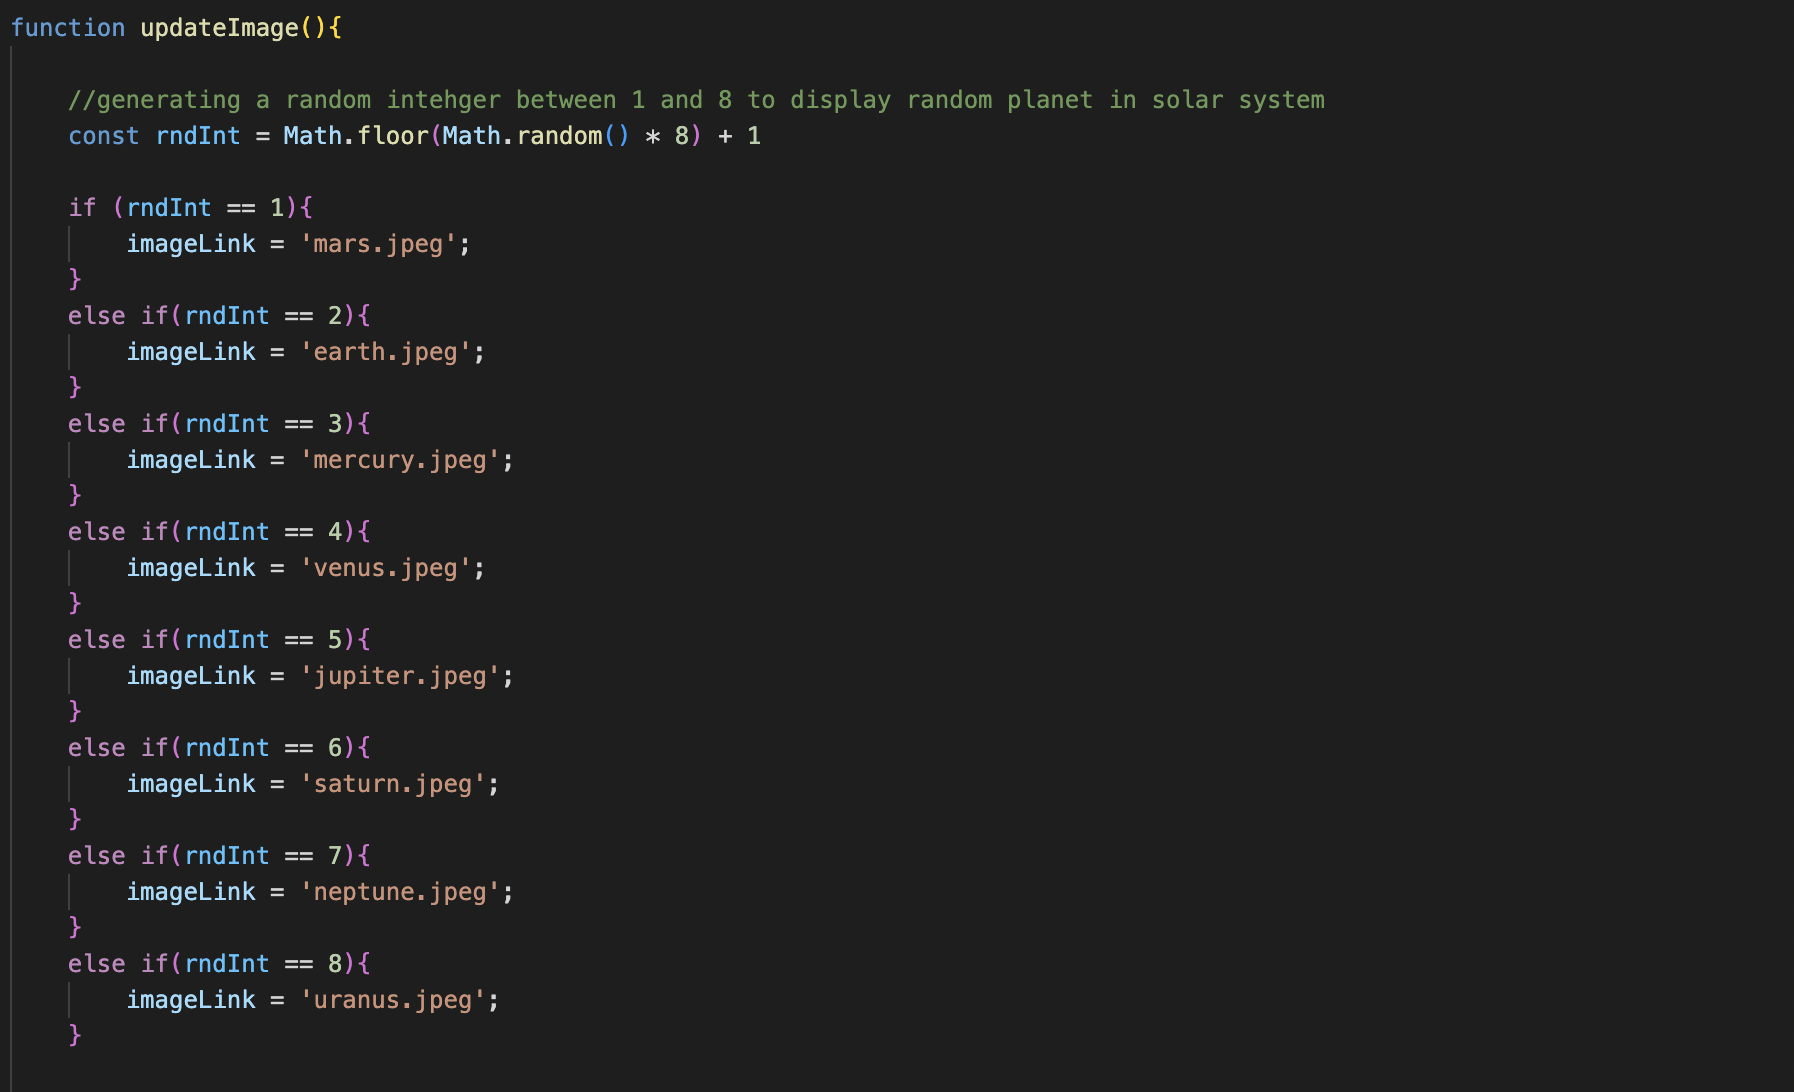 function updateImage(){
//generating a random intehger between 1 and 8 to display random planet in solar system
const rndInt = Math.floor(Math.random() * 8) + 1
if (rndInt == 1){
imageLink = 'mars.jpeg';
}
else if(rndInt == 2){
imageLink = 'earth.jpeg';
}
else if(rndInt == 3){
imageLink = 'mercury.jpeg';
}
else if(rndInt == 4){
imageLink = 'venus.jpeg';
}
else if(rndInt == 5){
imageLink = 'jupiter.jpeg';
}
else if(rndInt == 6){
imageLink = 'saturn.jpeg';
}
else if(rndInt == 7){
imageLink = 'neptune.jpeg';
}
else if(rndInt == 8){
imageLink = 'uranus.jpeg';
}